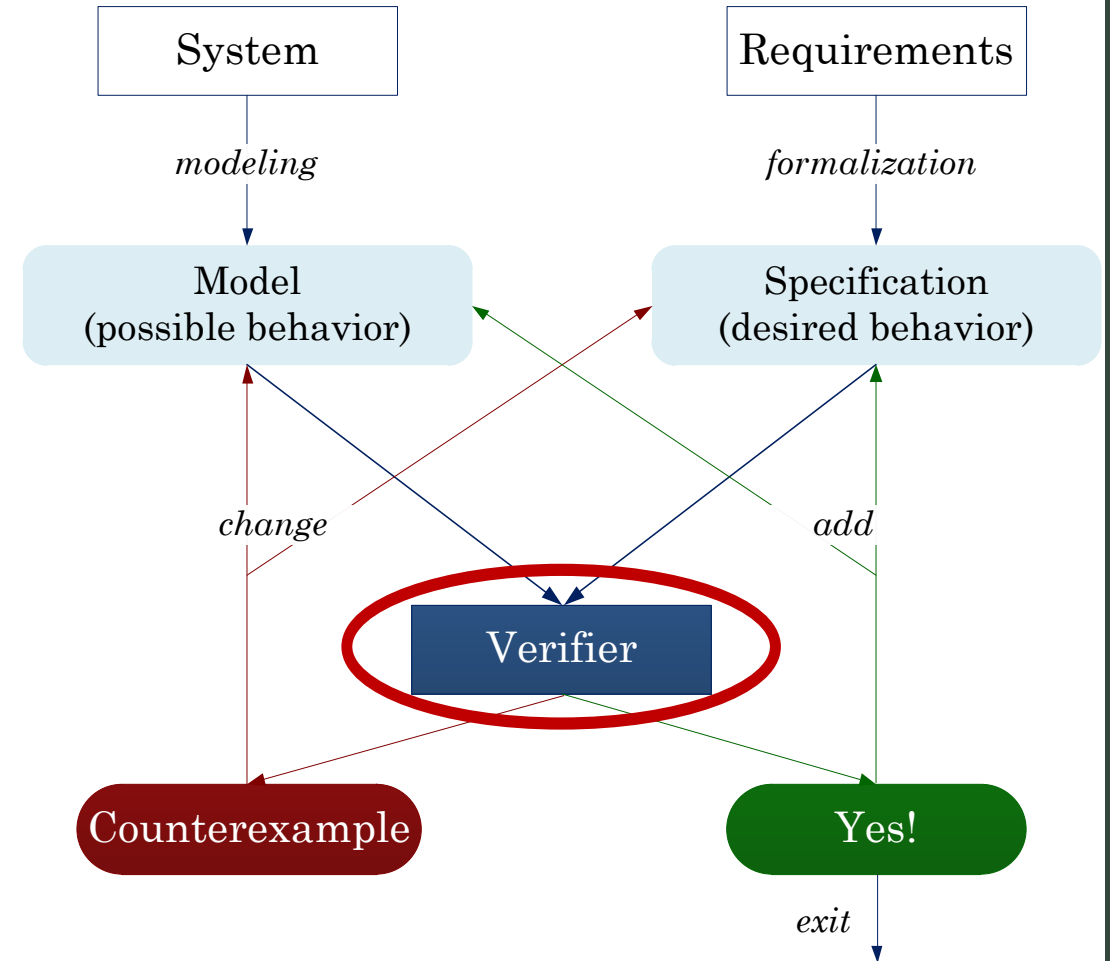 System
Requirements
modeling
formalization
Model
(possible behavior)
Specification
(desired behavior)
change
add
Verifier
Counterexample
Yes!
exit